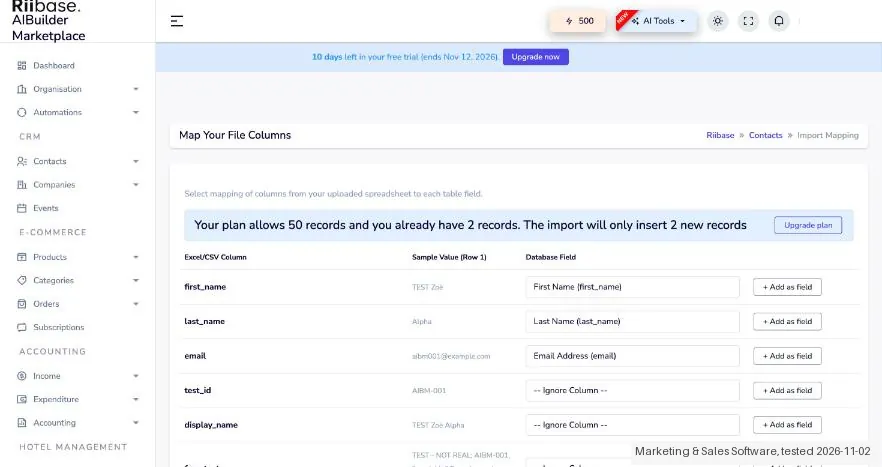 Riibase.
AIBuilder
Marketplace
500
NEW
AI Tools
10 days left in your free trial (ends Nov 12, 2026). Upgrade now
Dashboard
Organisation
Automations
CRM
Contacts
Companies
Events
E-COMMERCE
Products
Categories
Orders
Subscriptions
ACCOUNTING
Income
Expenditure
Accounting
HOTEL MANAGEMENT
Map Your File Columns
Riibase » Contacts » Import Mapping
Select mapping of columns from your uploaded spreadsheet to each table field.
Your plan allows 50 records and you already have 2 records. The import will only insert 2 new records Upgrade plan
Excel/CSV Column Sample Value (Row 1) Database Field
first_name TEST Zoë First Name (first_name) + Add as field
last_name Alpha Last Name (last_name) + Add as field
email aibm001@example.com Email Address (email) + Add as field
test_id AIBM-001 -- Ignore Column -- + Add as field
display_name TEST Zoë Alpha -- Ignore Column -- + Add as field
TEST - NOT REAL; AIBM-001,
Marketing & Sales Software, tested 2026-11-02